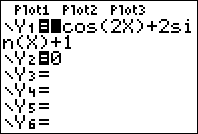 Plot1 Plot2 Plot3
\Y₁=cos(2X)+2si
n(X)+1
\Y₂=0
\Y₃=
\Y₄=
\Y₅=
\Y₆=